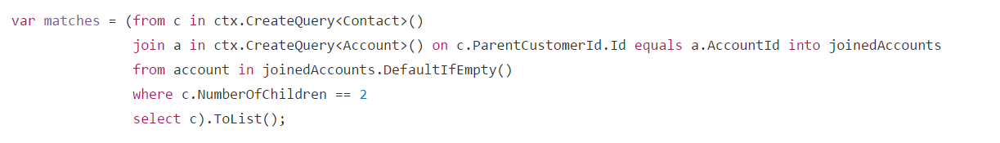 var matches = (from c in ctx.CreateQuery<Contact>()
join a in ctx.CreateQuery<Account>() on c.ParentCustomerId.Id equals a.AccountId into joinedAccounts
from account in joinedAccounts.DefaultIfEmpty()
where c.NumberOfChildren == 2
select c).ToList();